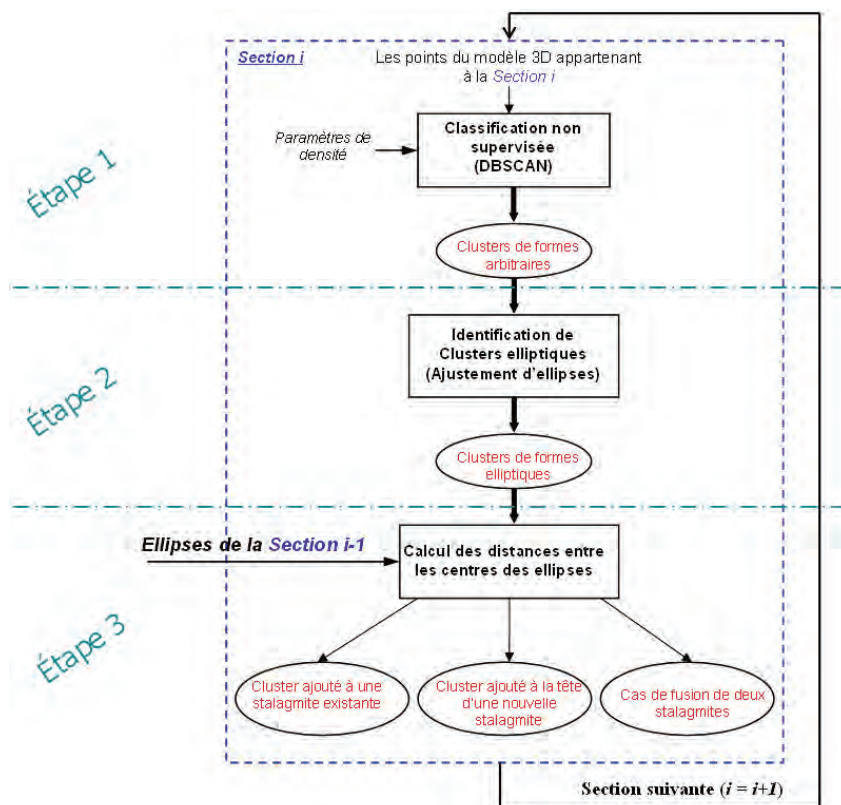 Section i
Les points du modèle 3D appartenant
à la Section i
Étape 1
Paramètres de
densité
Classification non
supervisée
(DBSCAN)
Clusters de formes
arbitraires
Étape 2
Identification de
Clusters elliptiques
(Ajustement d'ellipses)
Clusters de formes
elliptiques
Étape 3
Ellipses de la Section i-1
Calcul des distances entre
les centres des ellipses
Cluster ajouté à une
stalagmite existante
Cluster ajouté à la tête
d'une nouvelle
stalagmite
Cas de fusion de deux
stalagmites
Section suivante (i = i+1)